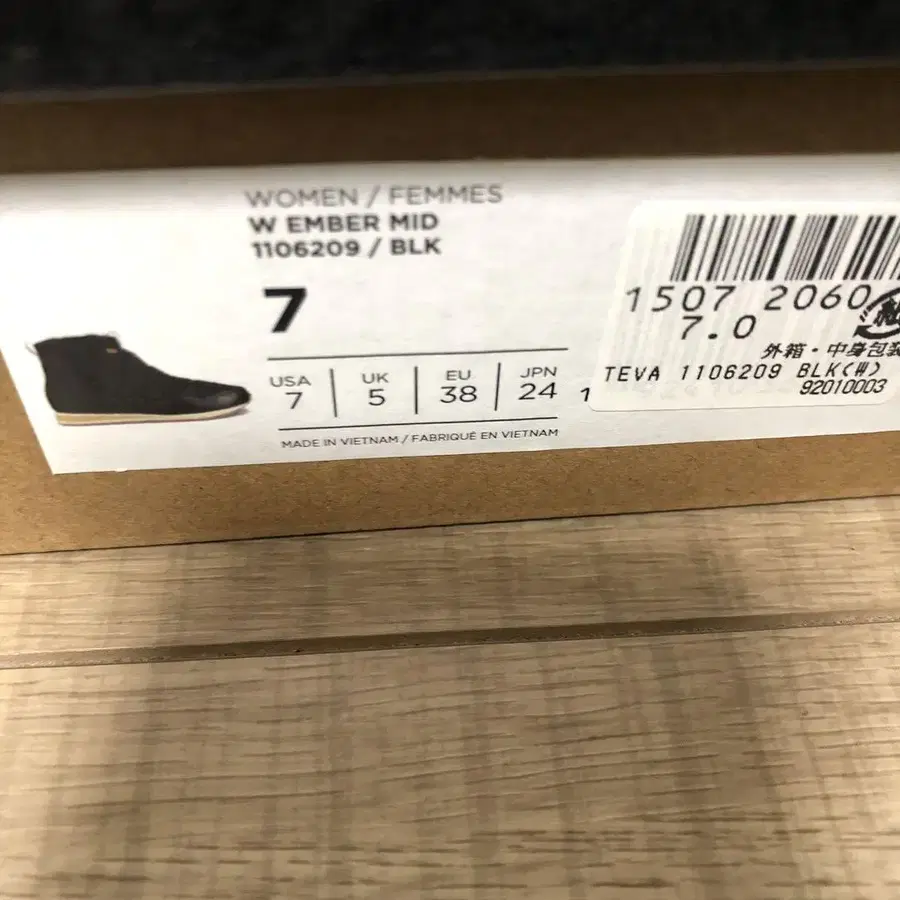 WOMEN / FEMMES
W EMBER MID
1106209 / BLK
7
USA
7
UK
5
EU
38
JPN
24
1
MADE IN VIETNAM / FABRIQUÉ EN VIETNAM
1507 2060
7.0
外箱・中身包装
TEVA 1106209 BLK(W)
92010003